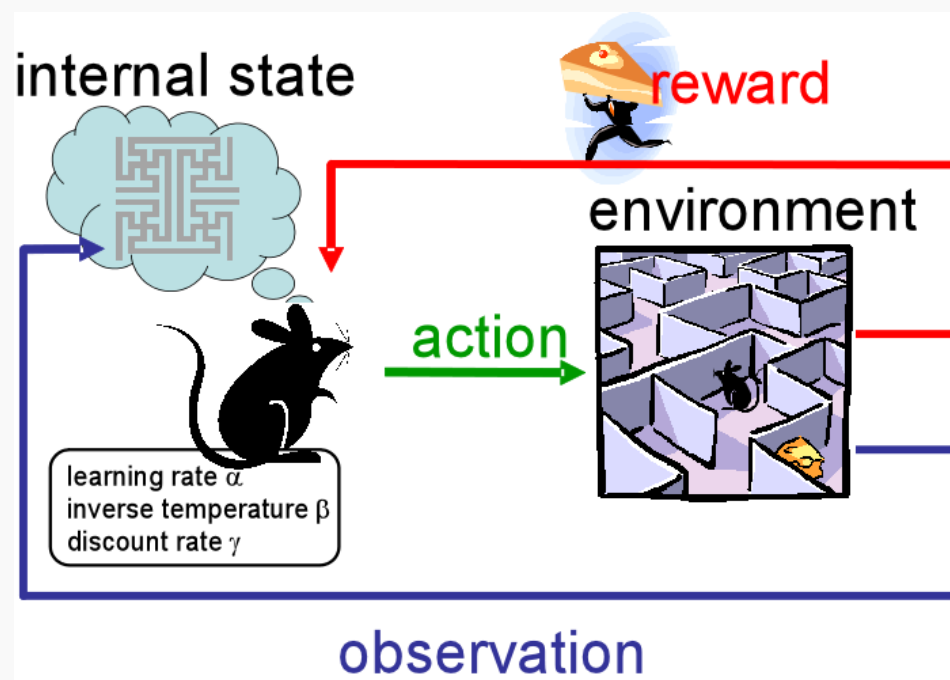 internal state
reward
environment
action
learning rate α
inverse temperature β
discount rate γ
observation